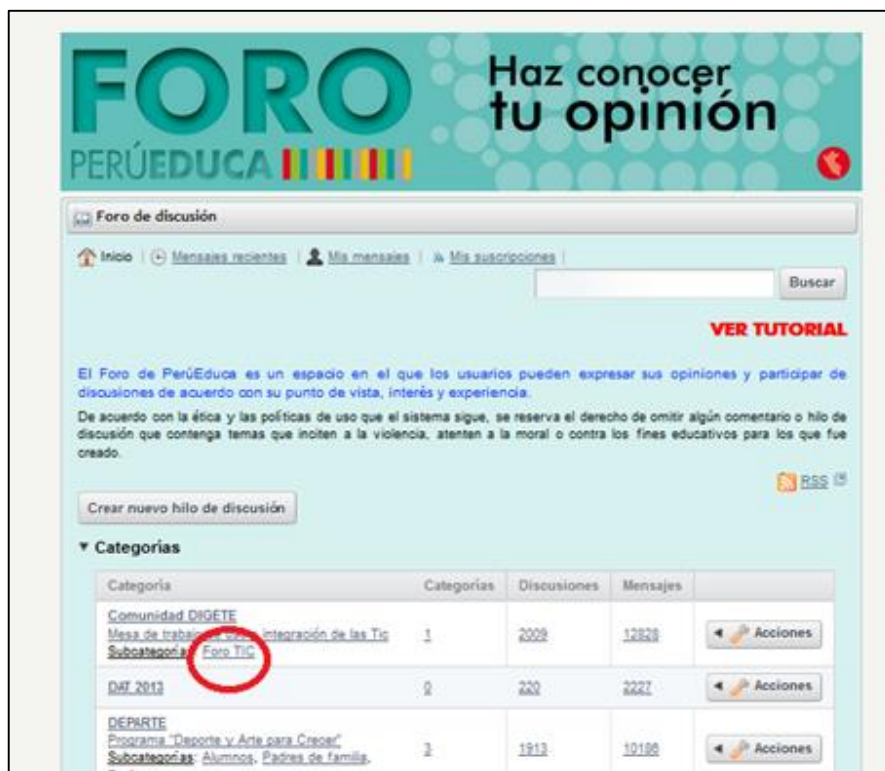 FORO
Haz conocer
tu opinión
PERÚEDUCA
Foro de discusión
Inicio | Mensajes recientes | Mis mensajes | Mis suscripciones |
Buscar
VER TUTORIAL
El Foro de PerúEduca es un espacio en el que los usuarios pueden expresar sus opiniones y participar de
discusiones de acuerdo con su punto de vista, interés y experiencia.
De acuerdo con la ética y las políticas de uso que el sistema sigue, se reserva el derecho de omitir algún comentario o hilo de
discusión que contenga temas que inciten a la violencia, atenten a la moral o contra los fines educativos para los que fue
creado.
RSS
Crear nuevo hilo de discusión
Categorías
Categoría Categorías Discusiones Mensajes
Comunidad DIGETE
Mesa de trabajo integración de las Tic 1 2009 12828 Acciones
Subcategorías: Foro TIC
DAT 2013 0 220 2227 Acciones
DEPARTE
Programa "Deporte y Arte para Crecer" 3 1913 10186 Acciones
Subcategorías: Alumnos, Padres de familia,